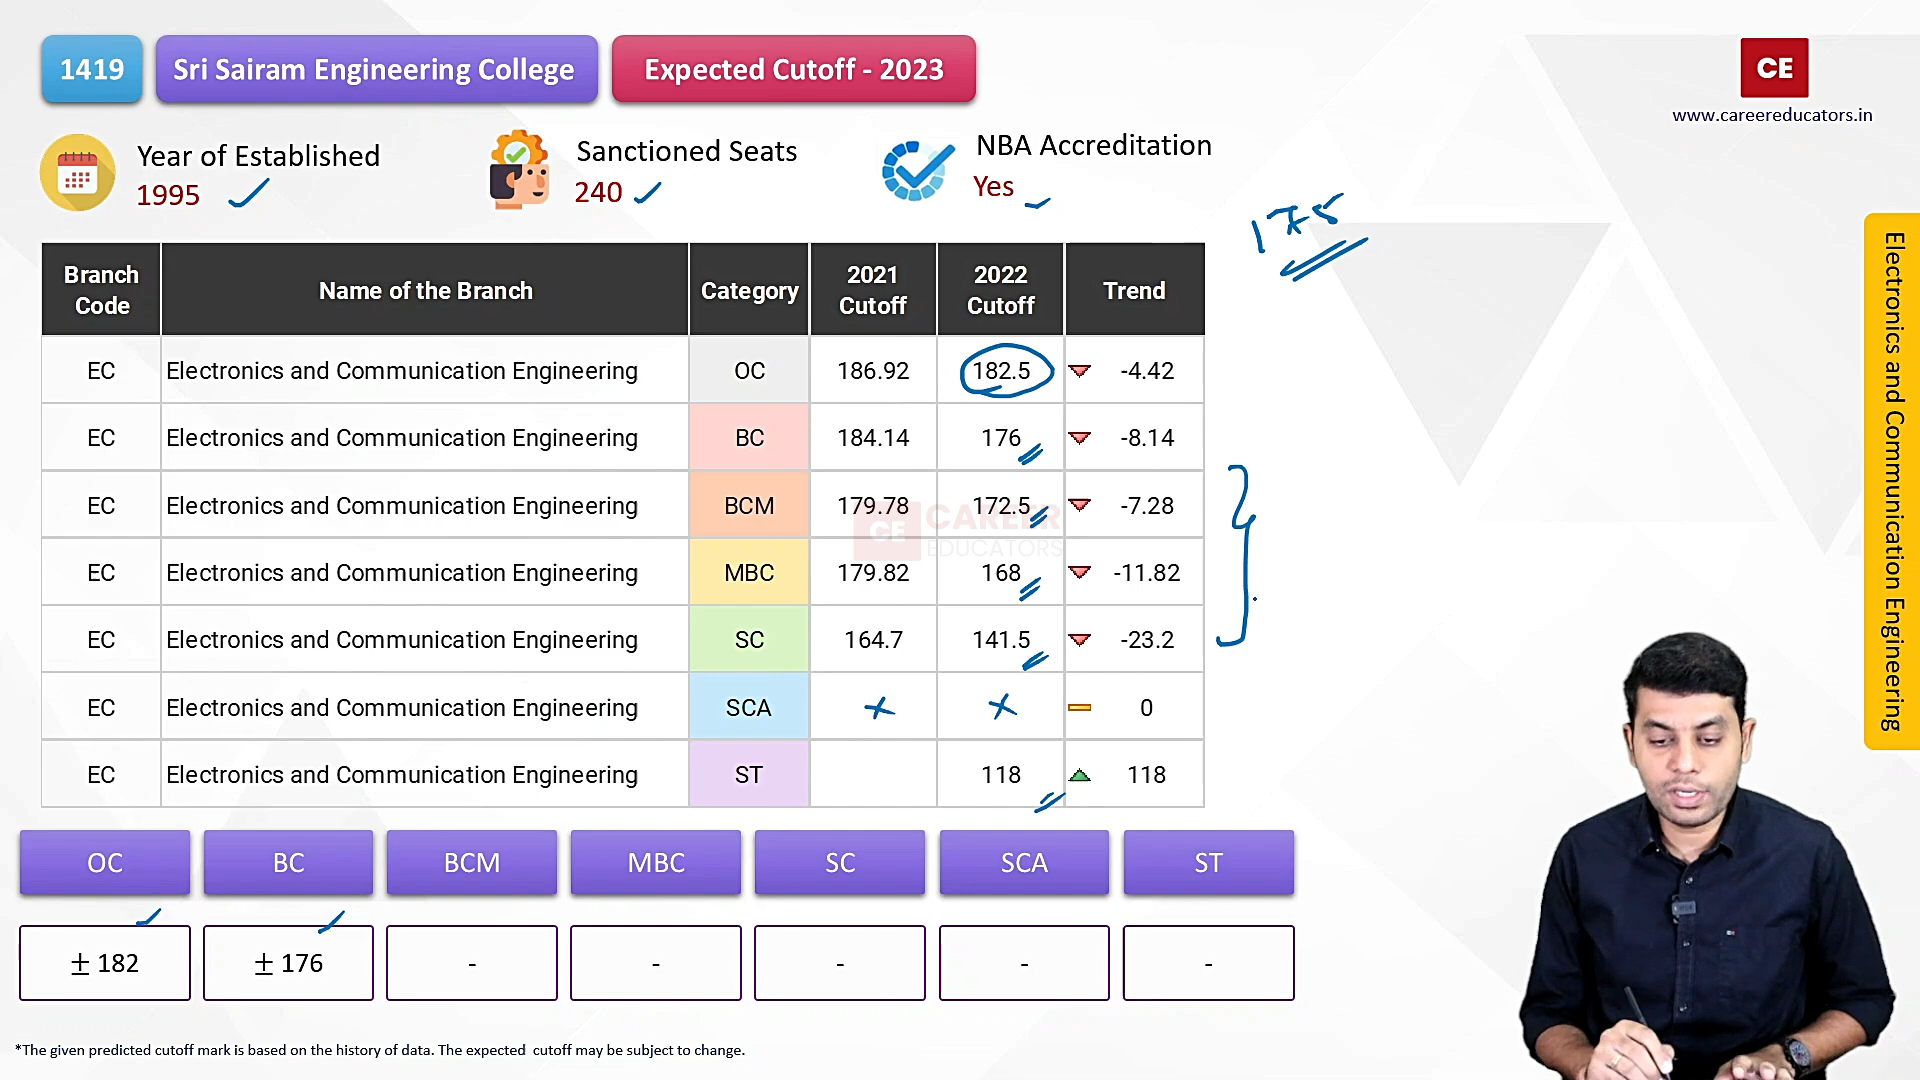 1419 Sri Sairam Engineering College Expected Cutoff - 2023
CE
www.careereducators.in
Year of Established
1995
Sanctioned Seats
240
NBA Accreditation
Yes
175
Branch Code Name of the Branch Category 2021 Cutoff 2022 Cutoff Trend
EC Electronics and Communication Engineering OC 186.92 182.5 -4.42
EC Electronics and Communication Engineering BC 184.14 176 -8.14
EC Electronics and Communication Engineering BCM 179.78 172.5 -7.28
EC Electronics and Communication Engineering MBC 179.82 168 -11.82
EC Electronics and Communication Engineering SC 164.7 141.5 -23.2
EC Electronics and Communication Engineering SCA × × 0
EC Electronics and Communication Engineering ST 118 118
CE CAREER
EDUCATORS
OC BC BCM MBC SC SCA ST
± 182 ± 176 - - - - -
*The given predicted cutoff mark is based on the history of data. The expected cutoff may be subject to change.
Electronics and Communication Engineering